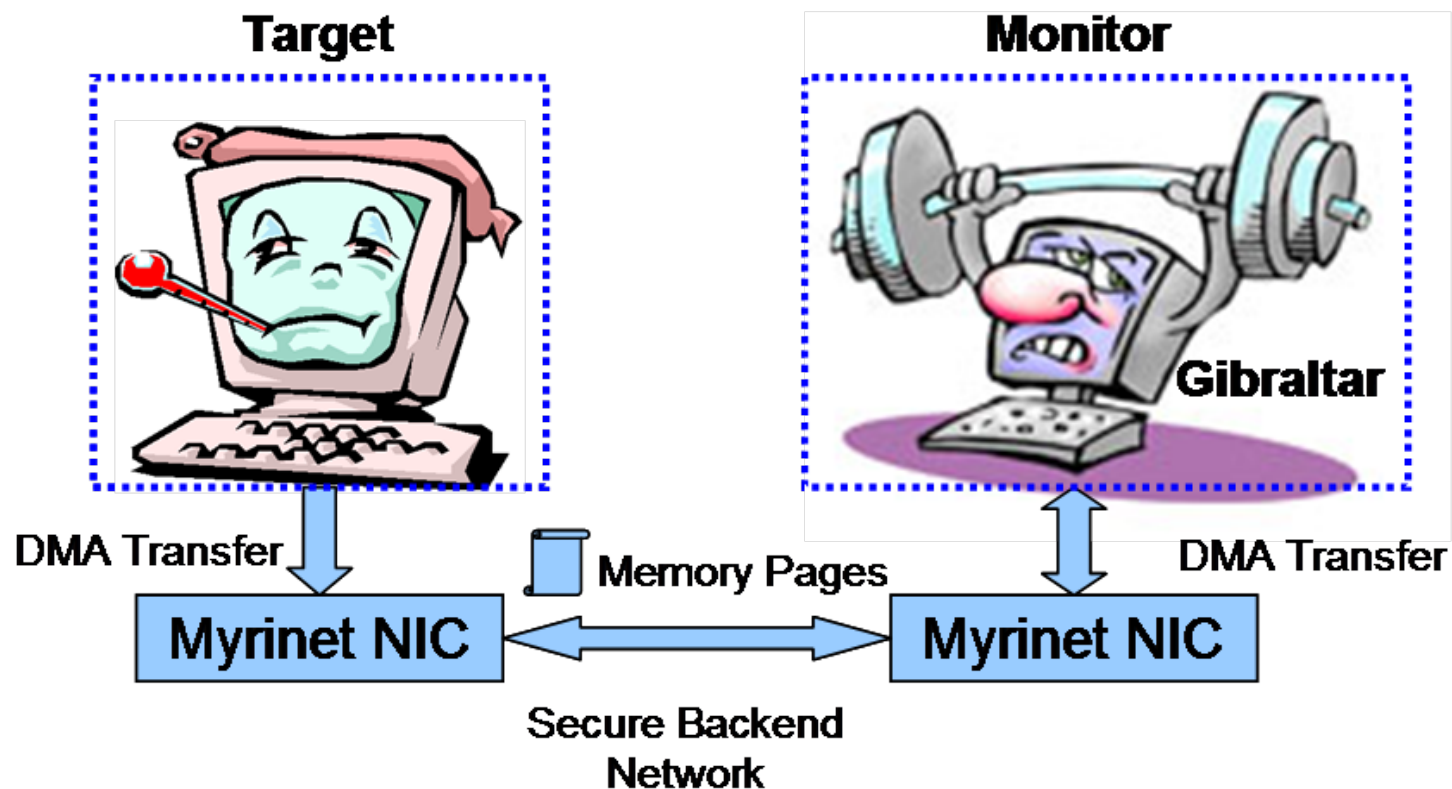 Target
Monitor
Gibraltar
DMA Transfer
Memory Pages
DMA Transfer
Myrinet NIC
Myrinet NIC
Secure Backend
Network